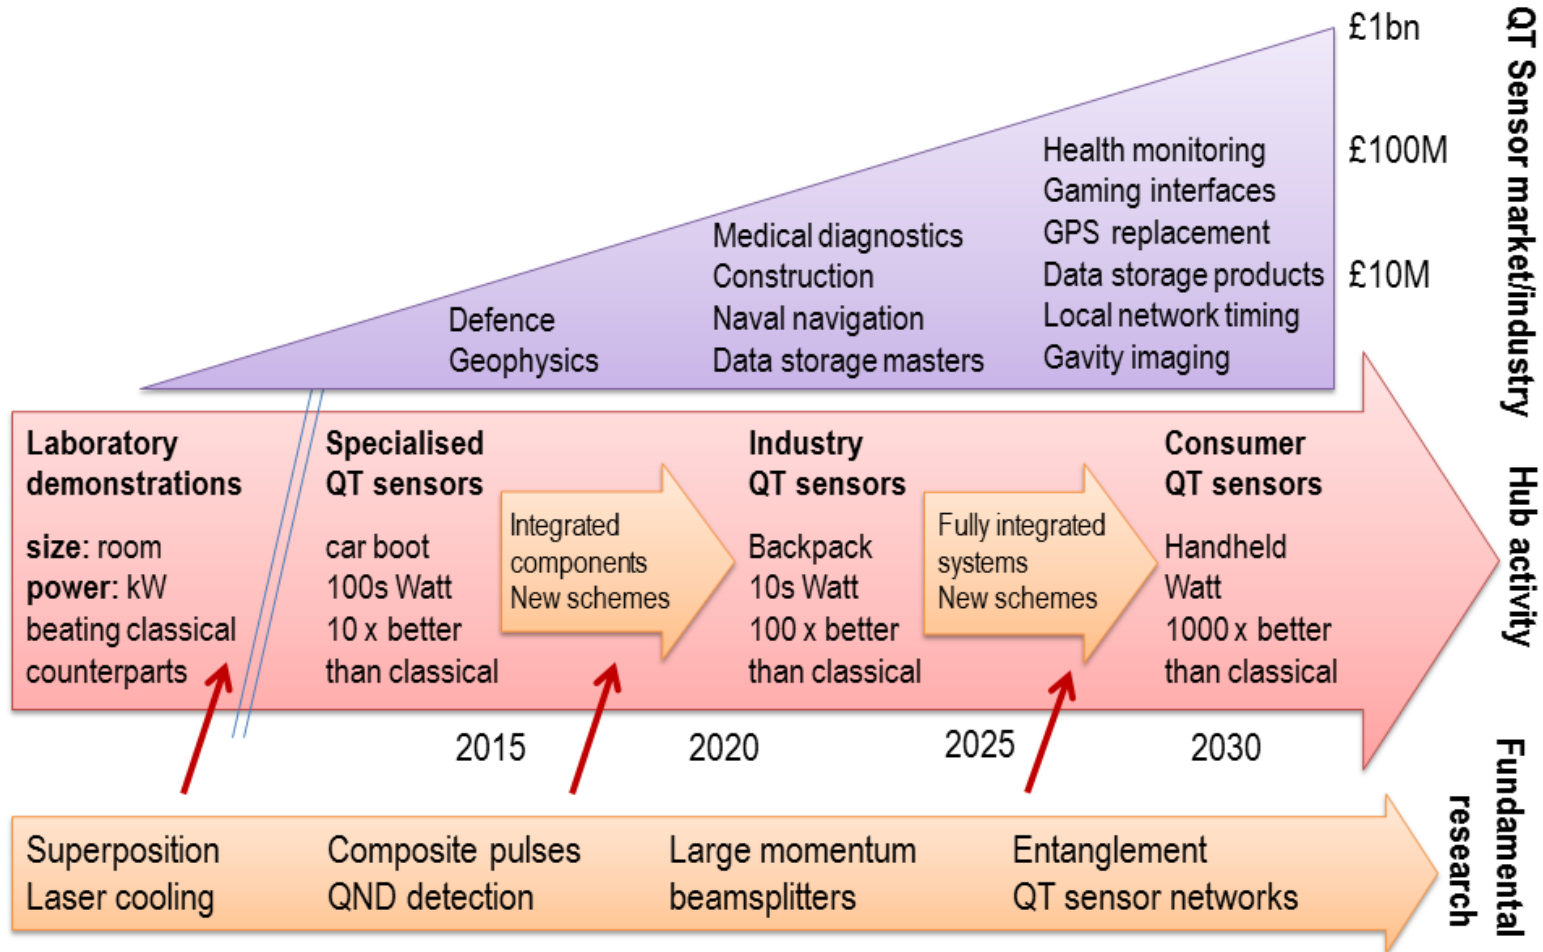 £1bn
£100M
£10M
QT Sensor market/industry
Health monitoring
Gaming interfaces
GPS replacement
Data storage products
Local network timing
Gavity imaging
Medical diagnostics
Construction
Naval navigation
Data storage masters
Defence
Geophysics
Laboratory
demonstrations
size: room
power: kW
beating classical
counterparts
Specialised
QT sensors
car boot
100s Watt
10 x better
than classical
Integrated
components
New schemes
Industry
QT sensors
Backpack
10s Watt
100 x better
than classical
Fully integrated
systems
New schemes
Consumer
QT sensors
Handheld
Watt
1000 x better
than classical
Hub activity
2015
2020
2025
2030
Superposition
Laser cooling
Composite pulses
QND detection
Large momentum
beamsplitters
Entanglement
QT sensor networks
Fundamental
research